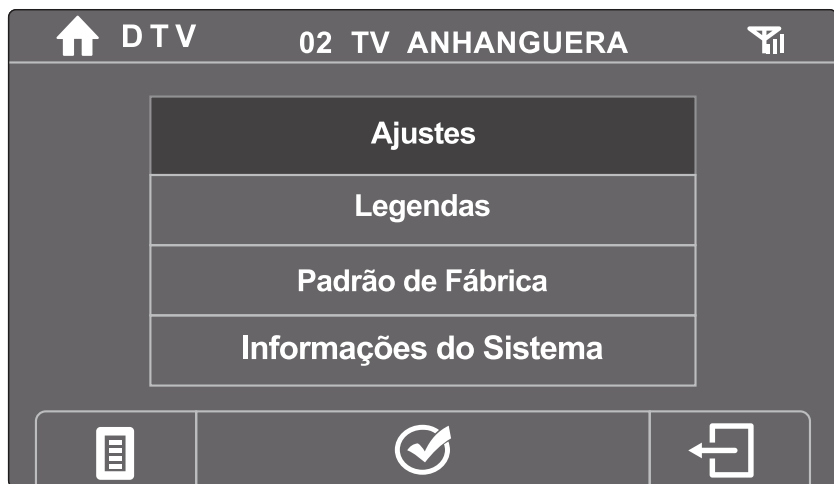 DTV 02 TV ANHANGUERA
Ajustes
Legendas
Padrão de Fábrica
Informações do Sistema